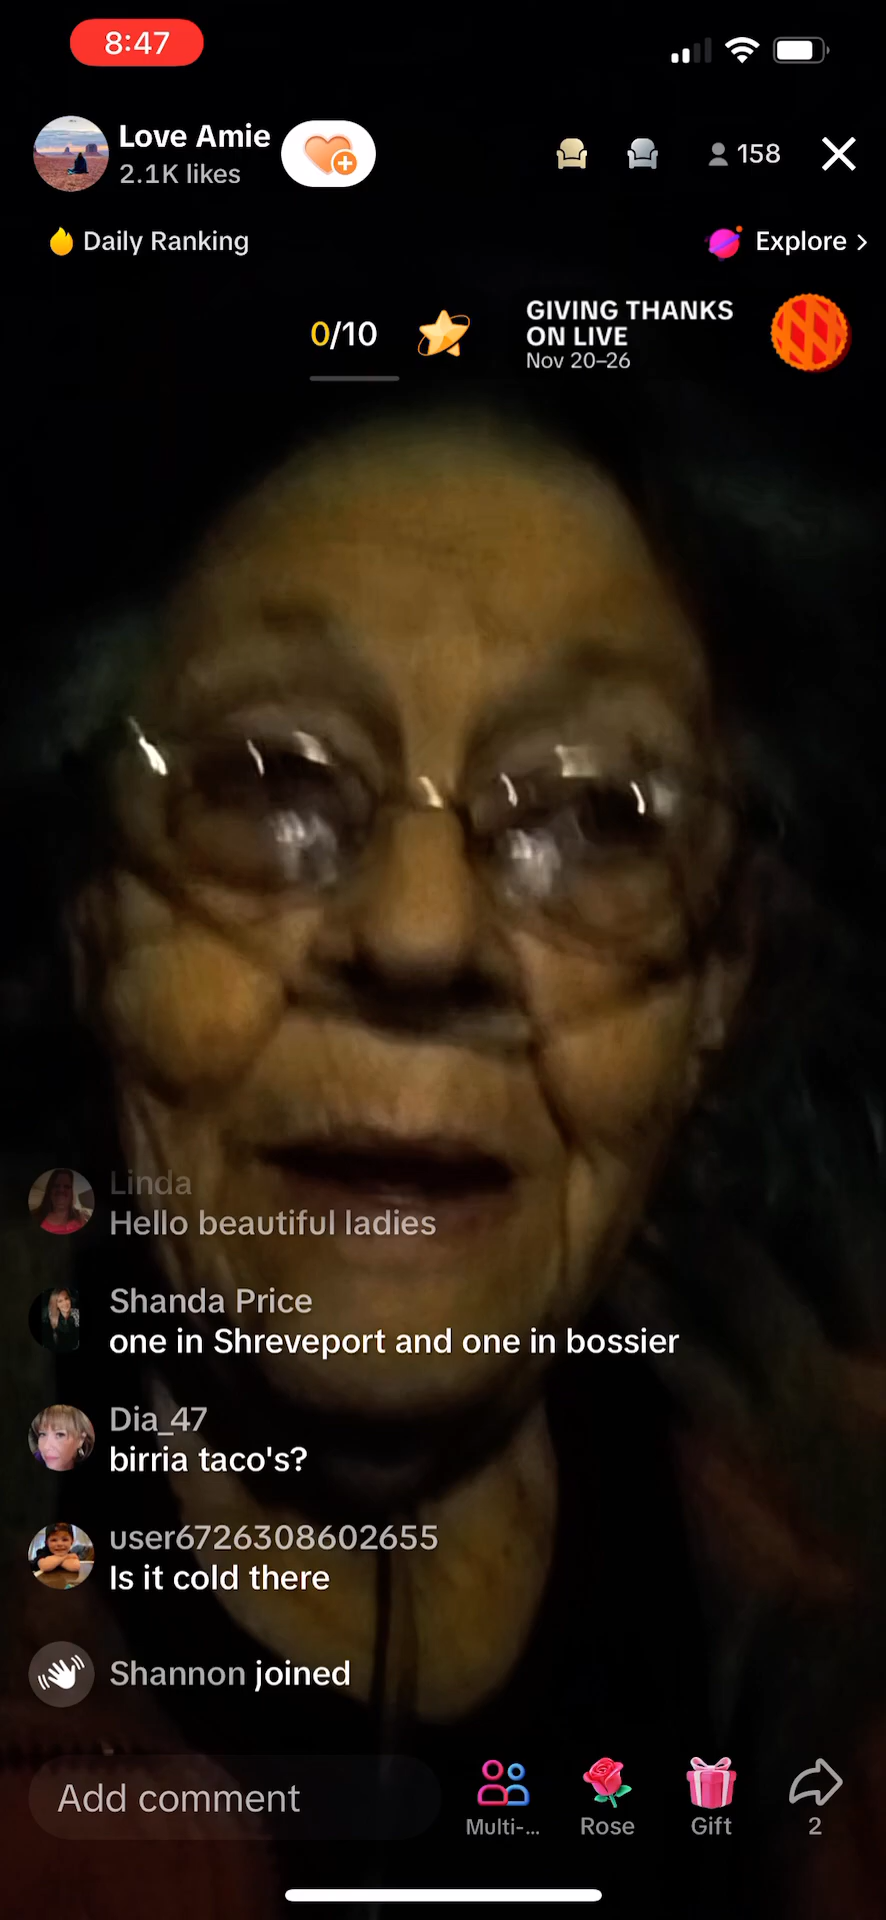 8:47
Love Amie
2.1K likes
158
Daily Ranking
Explore >
0/10
GIVING THANKS
ON LIVE
Nov 20–26
Linda
Hello beautiful ladies
Shanda Price
one in Shreveport and one in bossier
Dia_47
birria taco's?
user6726308602655
Is it cold there
Shannon joined
Add comment
Multi-...
Rose
Gift
2